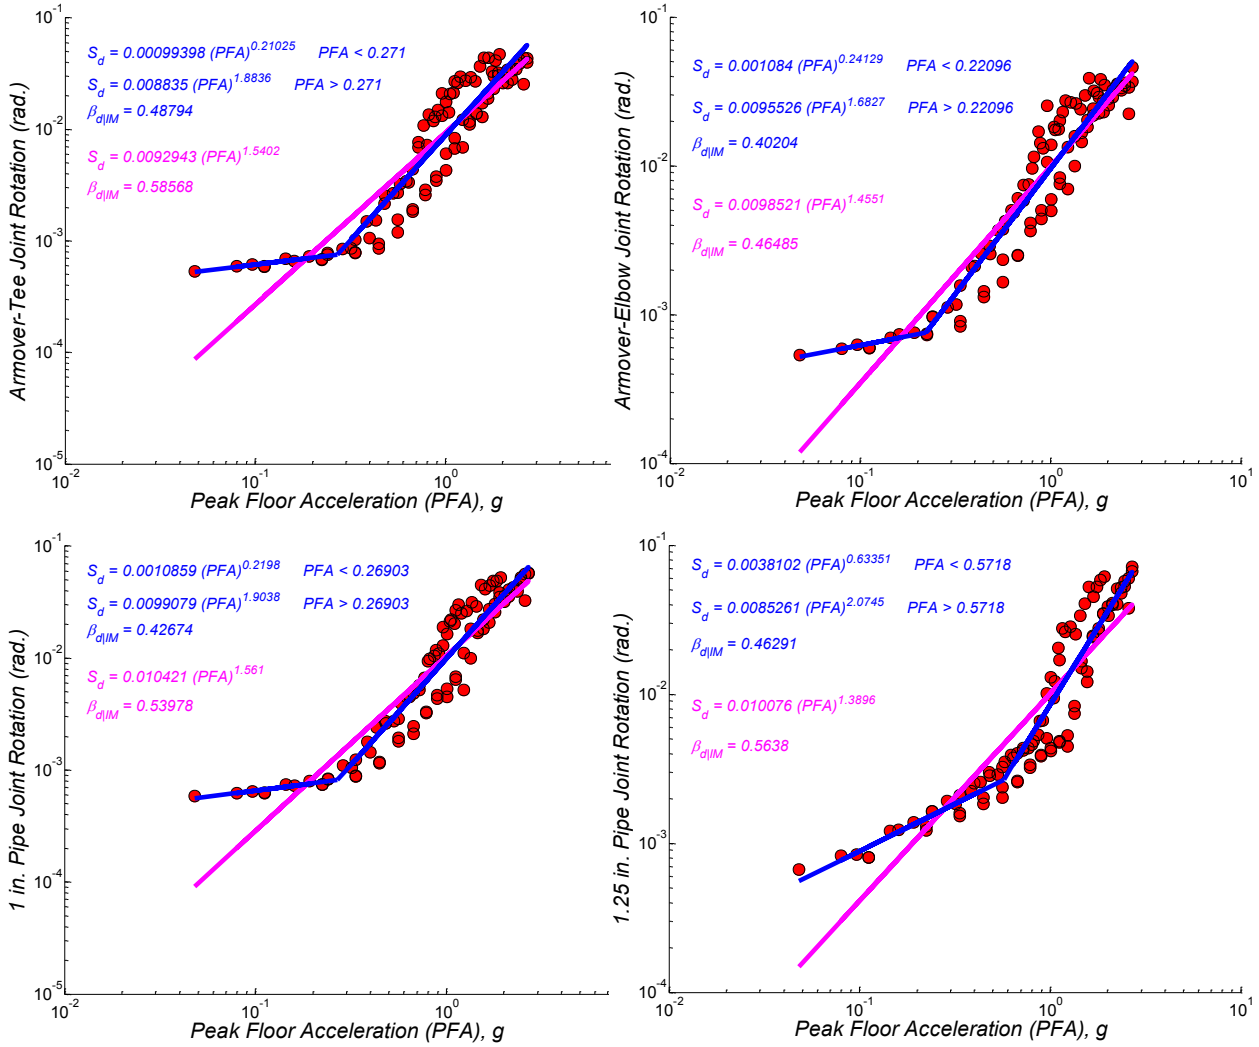 10^-1
10^-2
10^-3
10^-4
10^-5
Armover-Tee Joint Rotation (rad.)
S_d = 0.00099398 (PFA)^0.21025 PFA < 0.271
S_d = 0.008835 (PFA)^1.8836 PFA > 0.271
β_d|IM = 0.48794
S_d = 0.0092943 (PFA)^1.5402
β_d|IM = 0.58568
10^-2 10^-1 10^0
Peak Floor Acceleration (PFA), g
10^-1
10^-2
10^-3
10^-4
Armover-Elbow Joint Rotation (rad.)
S_d = 0.001084 (PFA)^0.24129 PFA < 0.22096
S_d = 0.0095526 (PFA)^1.6827 PFA > 0.22096
β_d|IM = 0.40204
S_d = 0.0098521 (PFA)^1.4551
β_d|IM = 0.46485
10^-2 10^-1 10^0 10^1
Peak Floor Acceleration (PFA), g
10^-1
10^-2
10^-3
10^-4
10^-5
1 in. Pipe Joint Rotation (rad.)
S_d = 0.0010859 (PFA)^0.2198 PFA < 0.26903
S_d = 0.0099079 (PFA)^1.9038 PFA > 0.26903
β_d|IM = 0.42674
S_d = 0.010421 (PFA)^1.561
β_d|IM = 0.53978
10^-2 10^-1 10^0
Peak Floor Acceleration (PFA), g
10^-1
10^-2
10^-3
10^-4
1.25 in. Pipe Joint Rotation (rad.)
S_d = 0.0038102 (PFA)^0.63351 PFA < 0.5718
S_d = 0.0085261 (PFA)^2.0745 PFA > 0.5718
β_d|IM = 0.46291
S_d = 0.010076 (PFA)^1.3896
β_d|IM = 0.5638
10^-2 10^-1 10^0 10^1
Peak Floor Acceleration (PFA), g